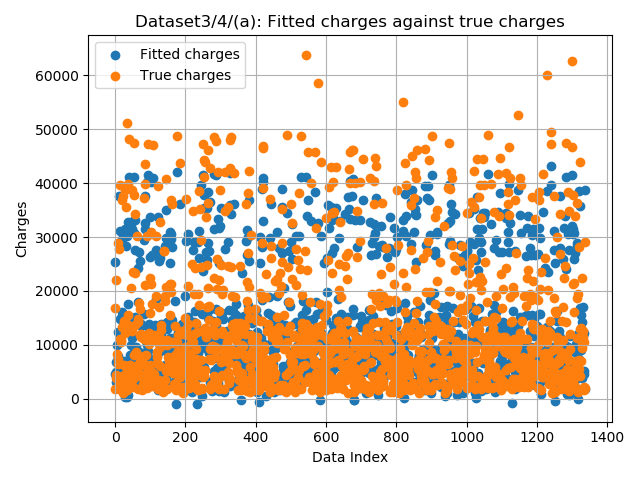 Dataset3/4/(a): Fitted charges against true charges
Fitted charges
True charges
60000
50000
40000
30000
20000
10000
0
Charges
0 200 400 600 800 1000 1200 1400
Data Index